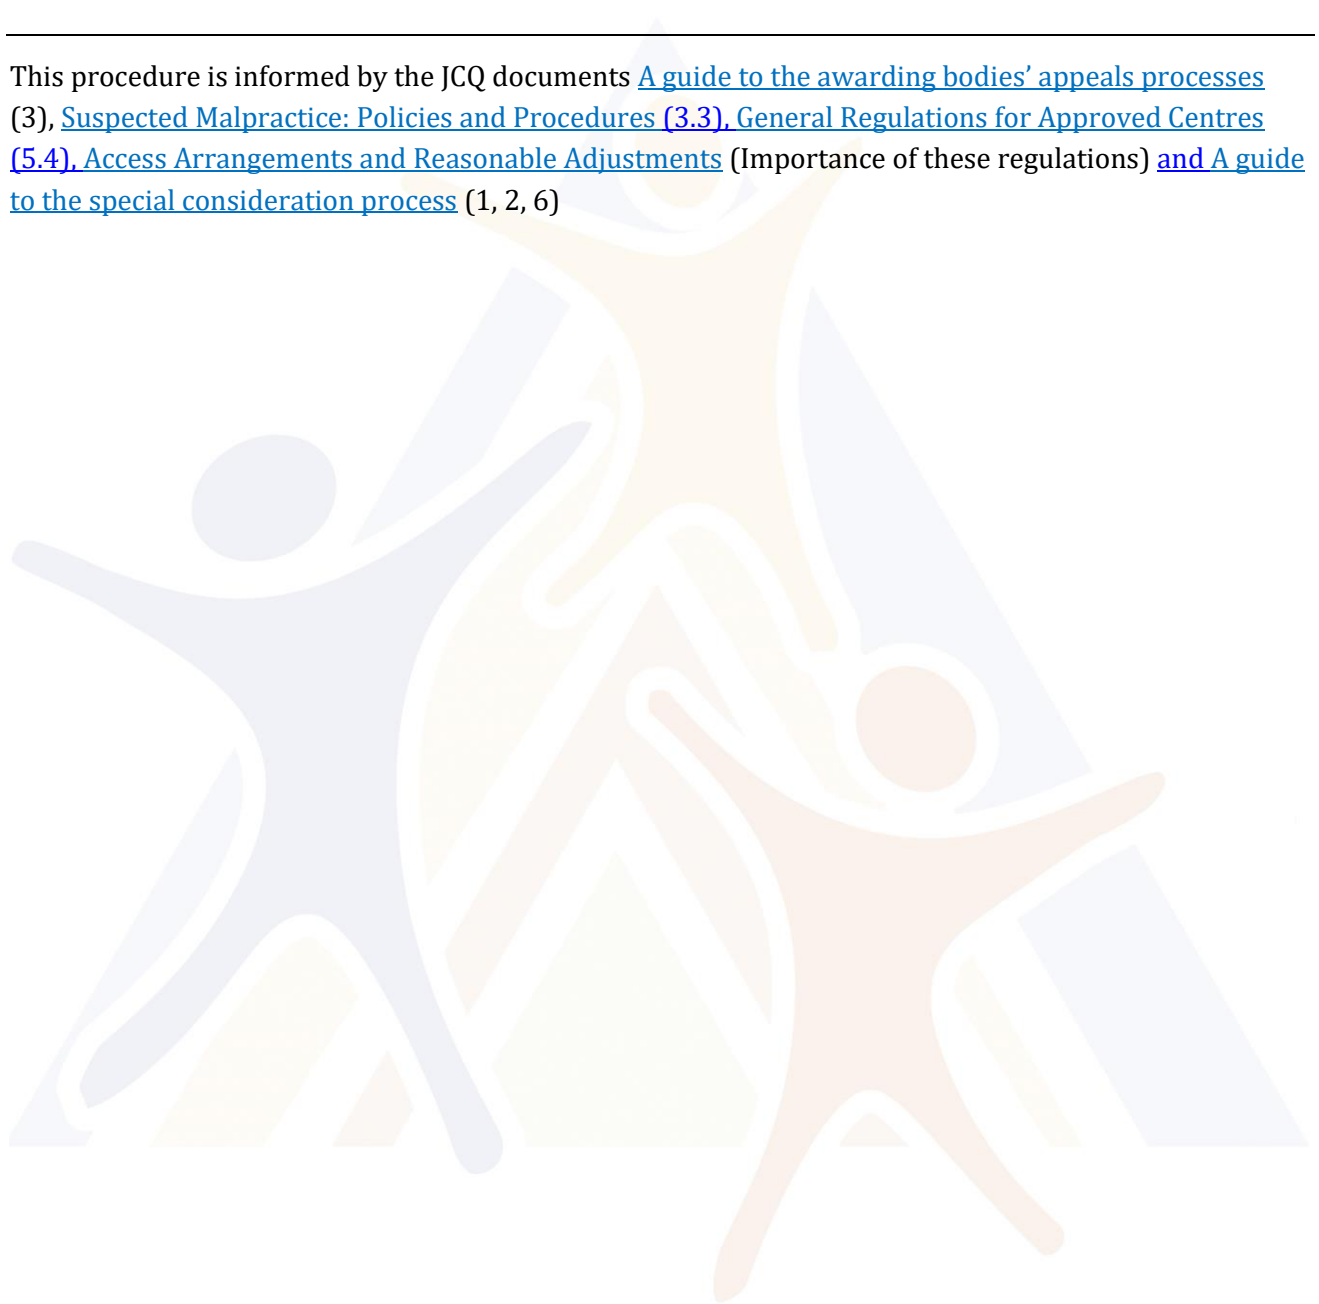 This procedure is informed by the JCQ documents A guide to the awarding bodies’ appeals processes
(3), Suspected Malpractice: Policies and Procedures (3.3), General Regulations for Approved Centres
(5.4), Access Arrangements and Reasonable Adjustments (Importance of these regulations) and A guide
to the special consideration process (1, 2, 6)